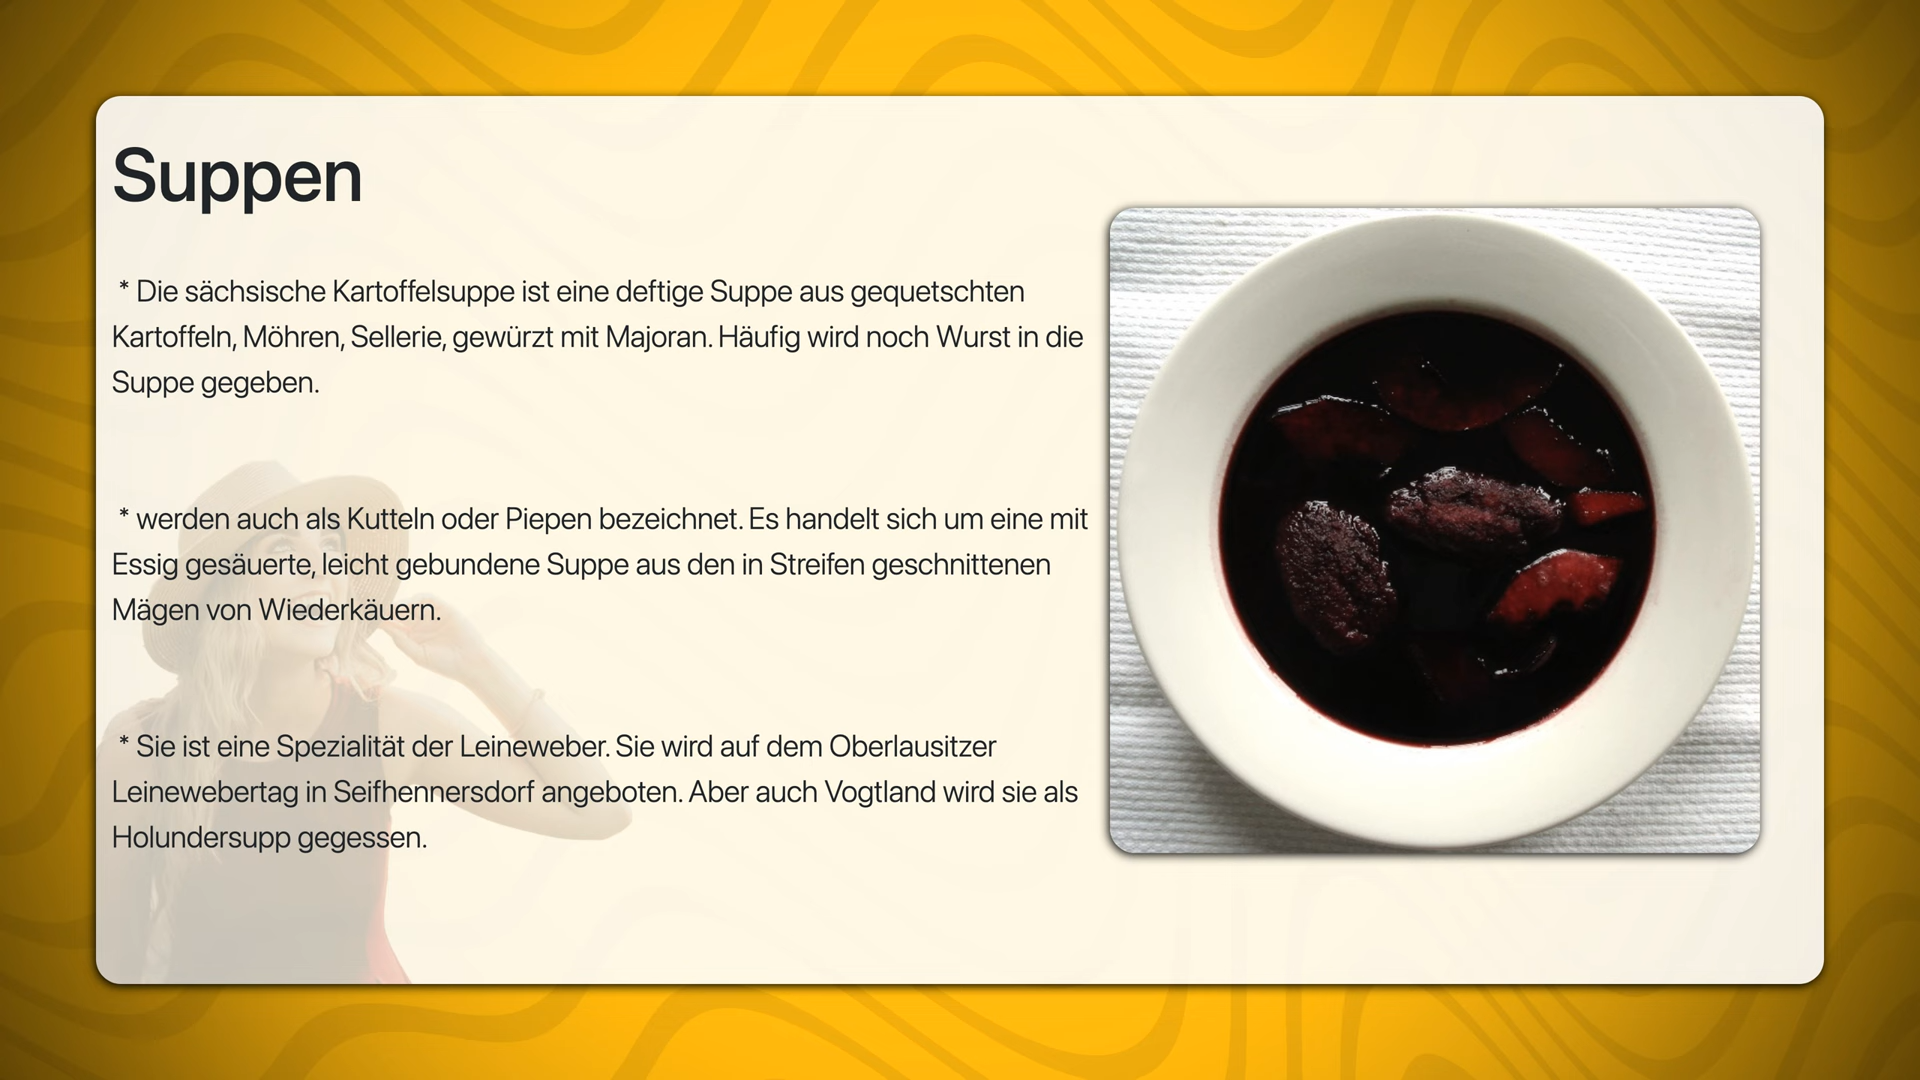 Suppen
* Die sächsische Kartoffelsuppe ist eine deftige Suppe aus gequetschten
Kartoffeln, Möhren, Sellerie, gewürzt mit Majoran. Häufig wird noch Wurst in die
Suppe gegeben.
* werden auch als Kutteln oder Piepen bezeichnet. Es handelt sich um eine mit
Essig gesäuerte, leicht gebundene Suppe aus den in Streifen geschnittenen
Mägen von Wiederkäuern.
* Sie ist eine Spezialität der Leineweber. Sie wird auf dem Oberlausitzer
Leinewebertag in Seifhennersdorf angeboten. Aber auch Vogtland wird sie als
Holundersupp gegessen.